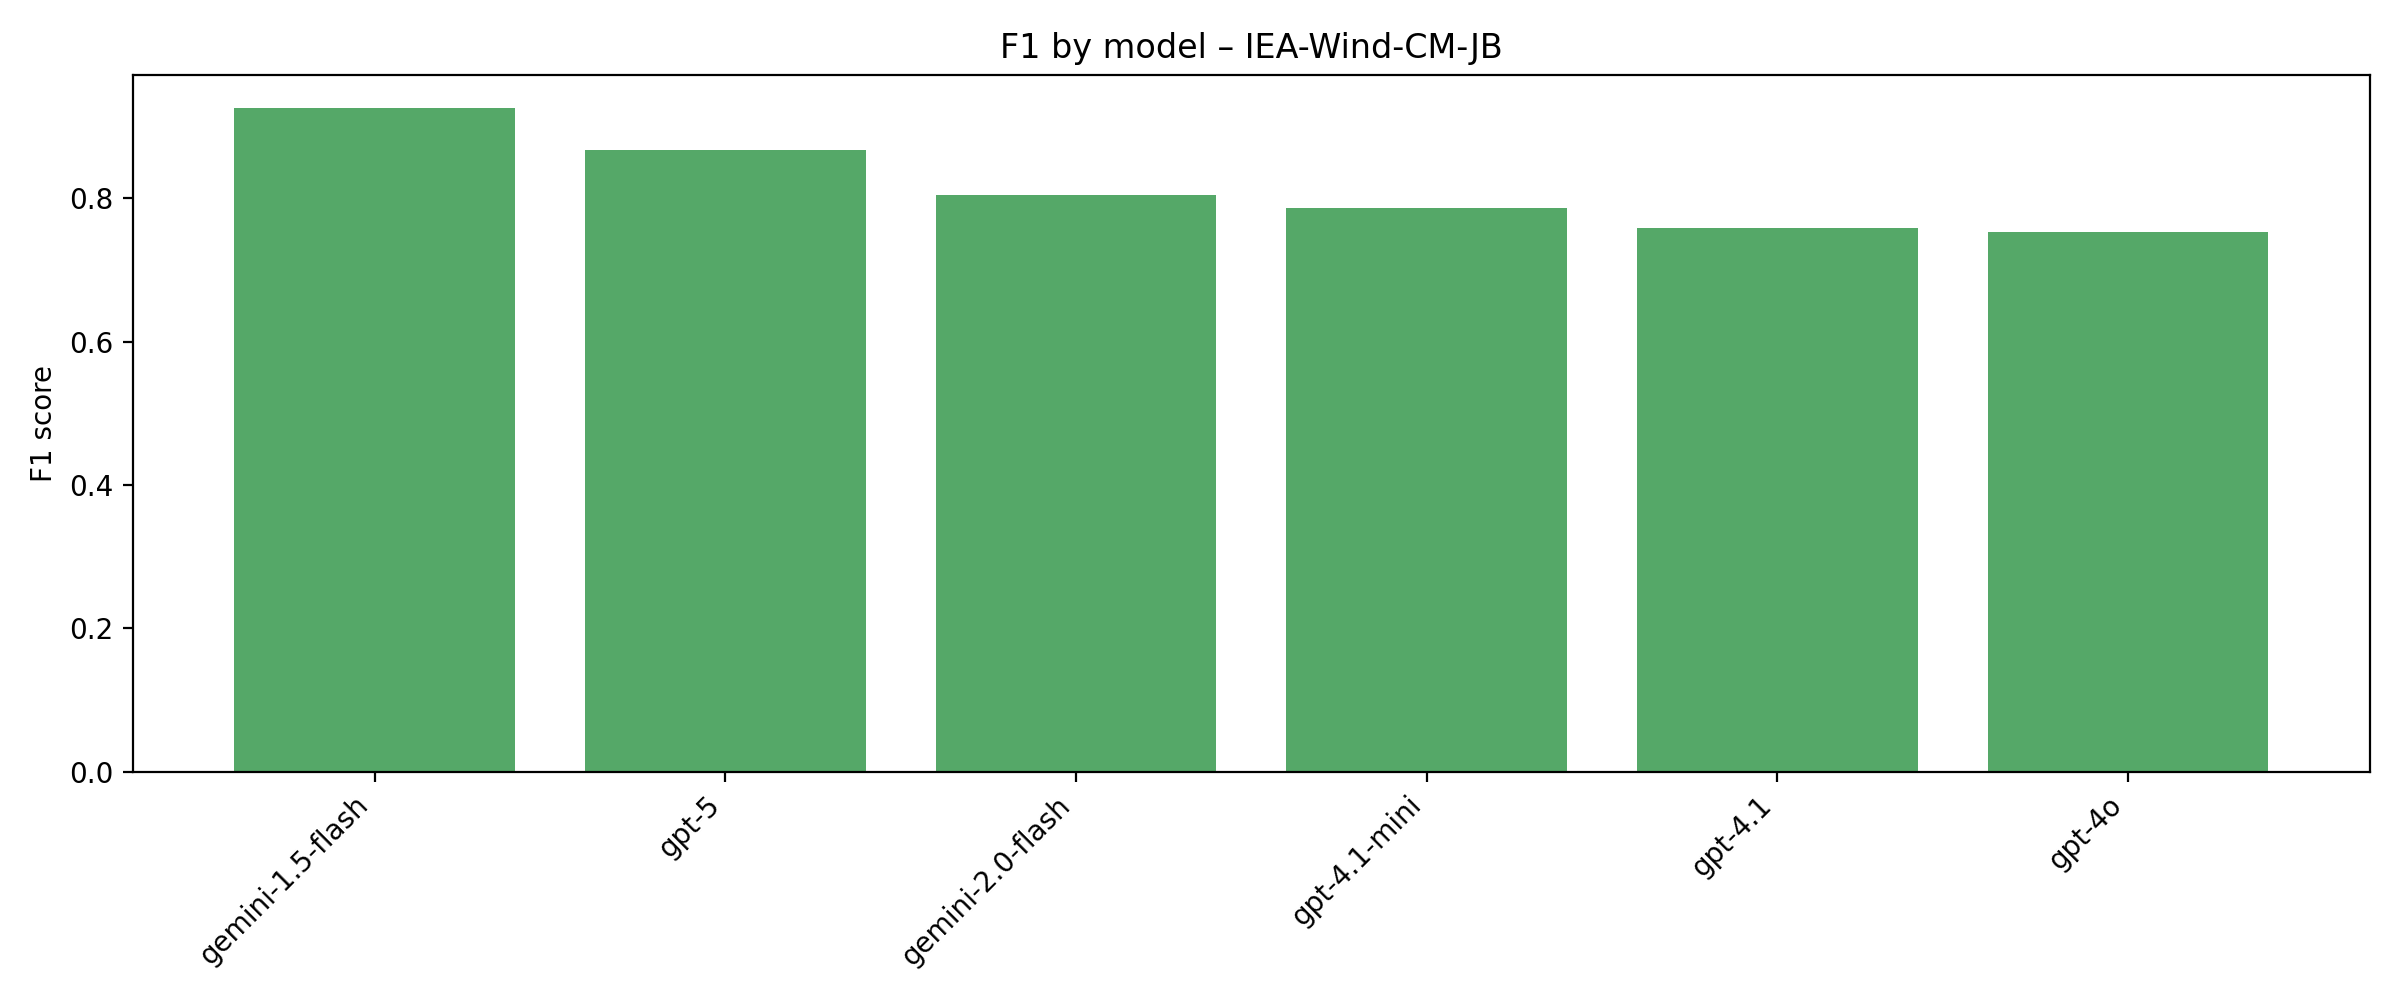 F1 by model – IEA-Wind-CM-JB
F1 score
0.8
0.6
0.4
0.2
0.0
gemini-1.5-flash
gpt-5
gemini-2.0-flash
gpt-4.1-mini
gpt-4.1
gpt-4o